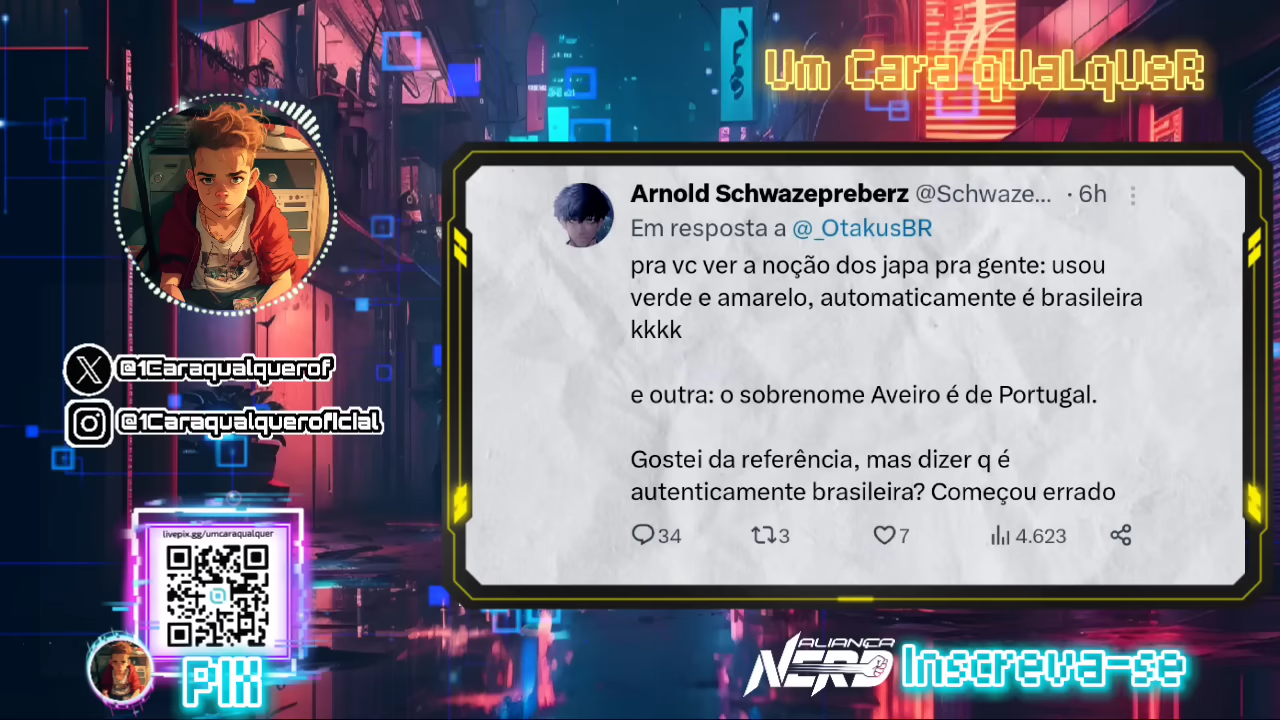 Um Cara qUaLqUeR
Arnold Schwazepreberz @Schwaze... · 6h
Em resposta a @_OtakusBR
pra vc ver a noção dos japa pra gente: usou
verde e amarelo, automaticamente é brasileira
kkkk
e outra: o sobrenome Aveiro é de Portugal.
Gostei da referência, mas dizer q é
autenticamente brasileira? Começou errado
34 3 7 4.623
@1Caraqualquerof
@1Caraqualqueroficial
livepix.gg/umcaraqualquer
PIX
ALIANÇA
NERD
Inscreva-se